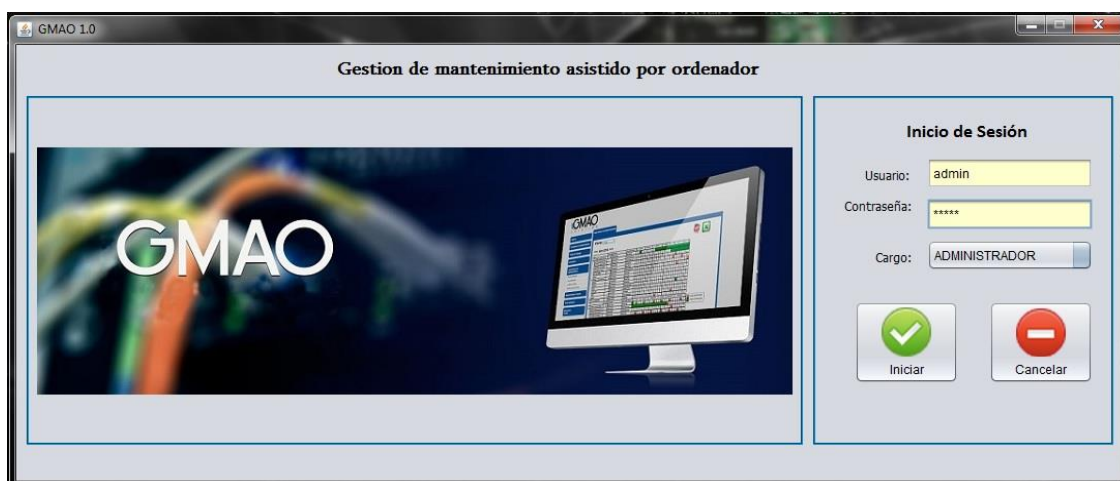 GMAO 1.0
Gestion de mantenimiento asistido por ordenador
GMAO
GMAO
Inicio de Sesión
Usuario: admin
Contraseña: *****
Cargo: ADMINISTRADOR
Iniciar
Cancelar